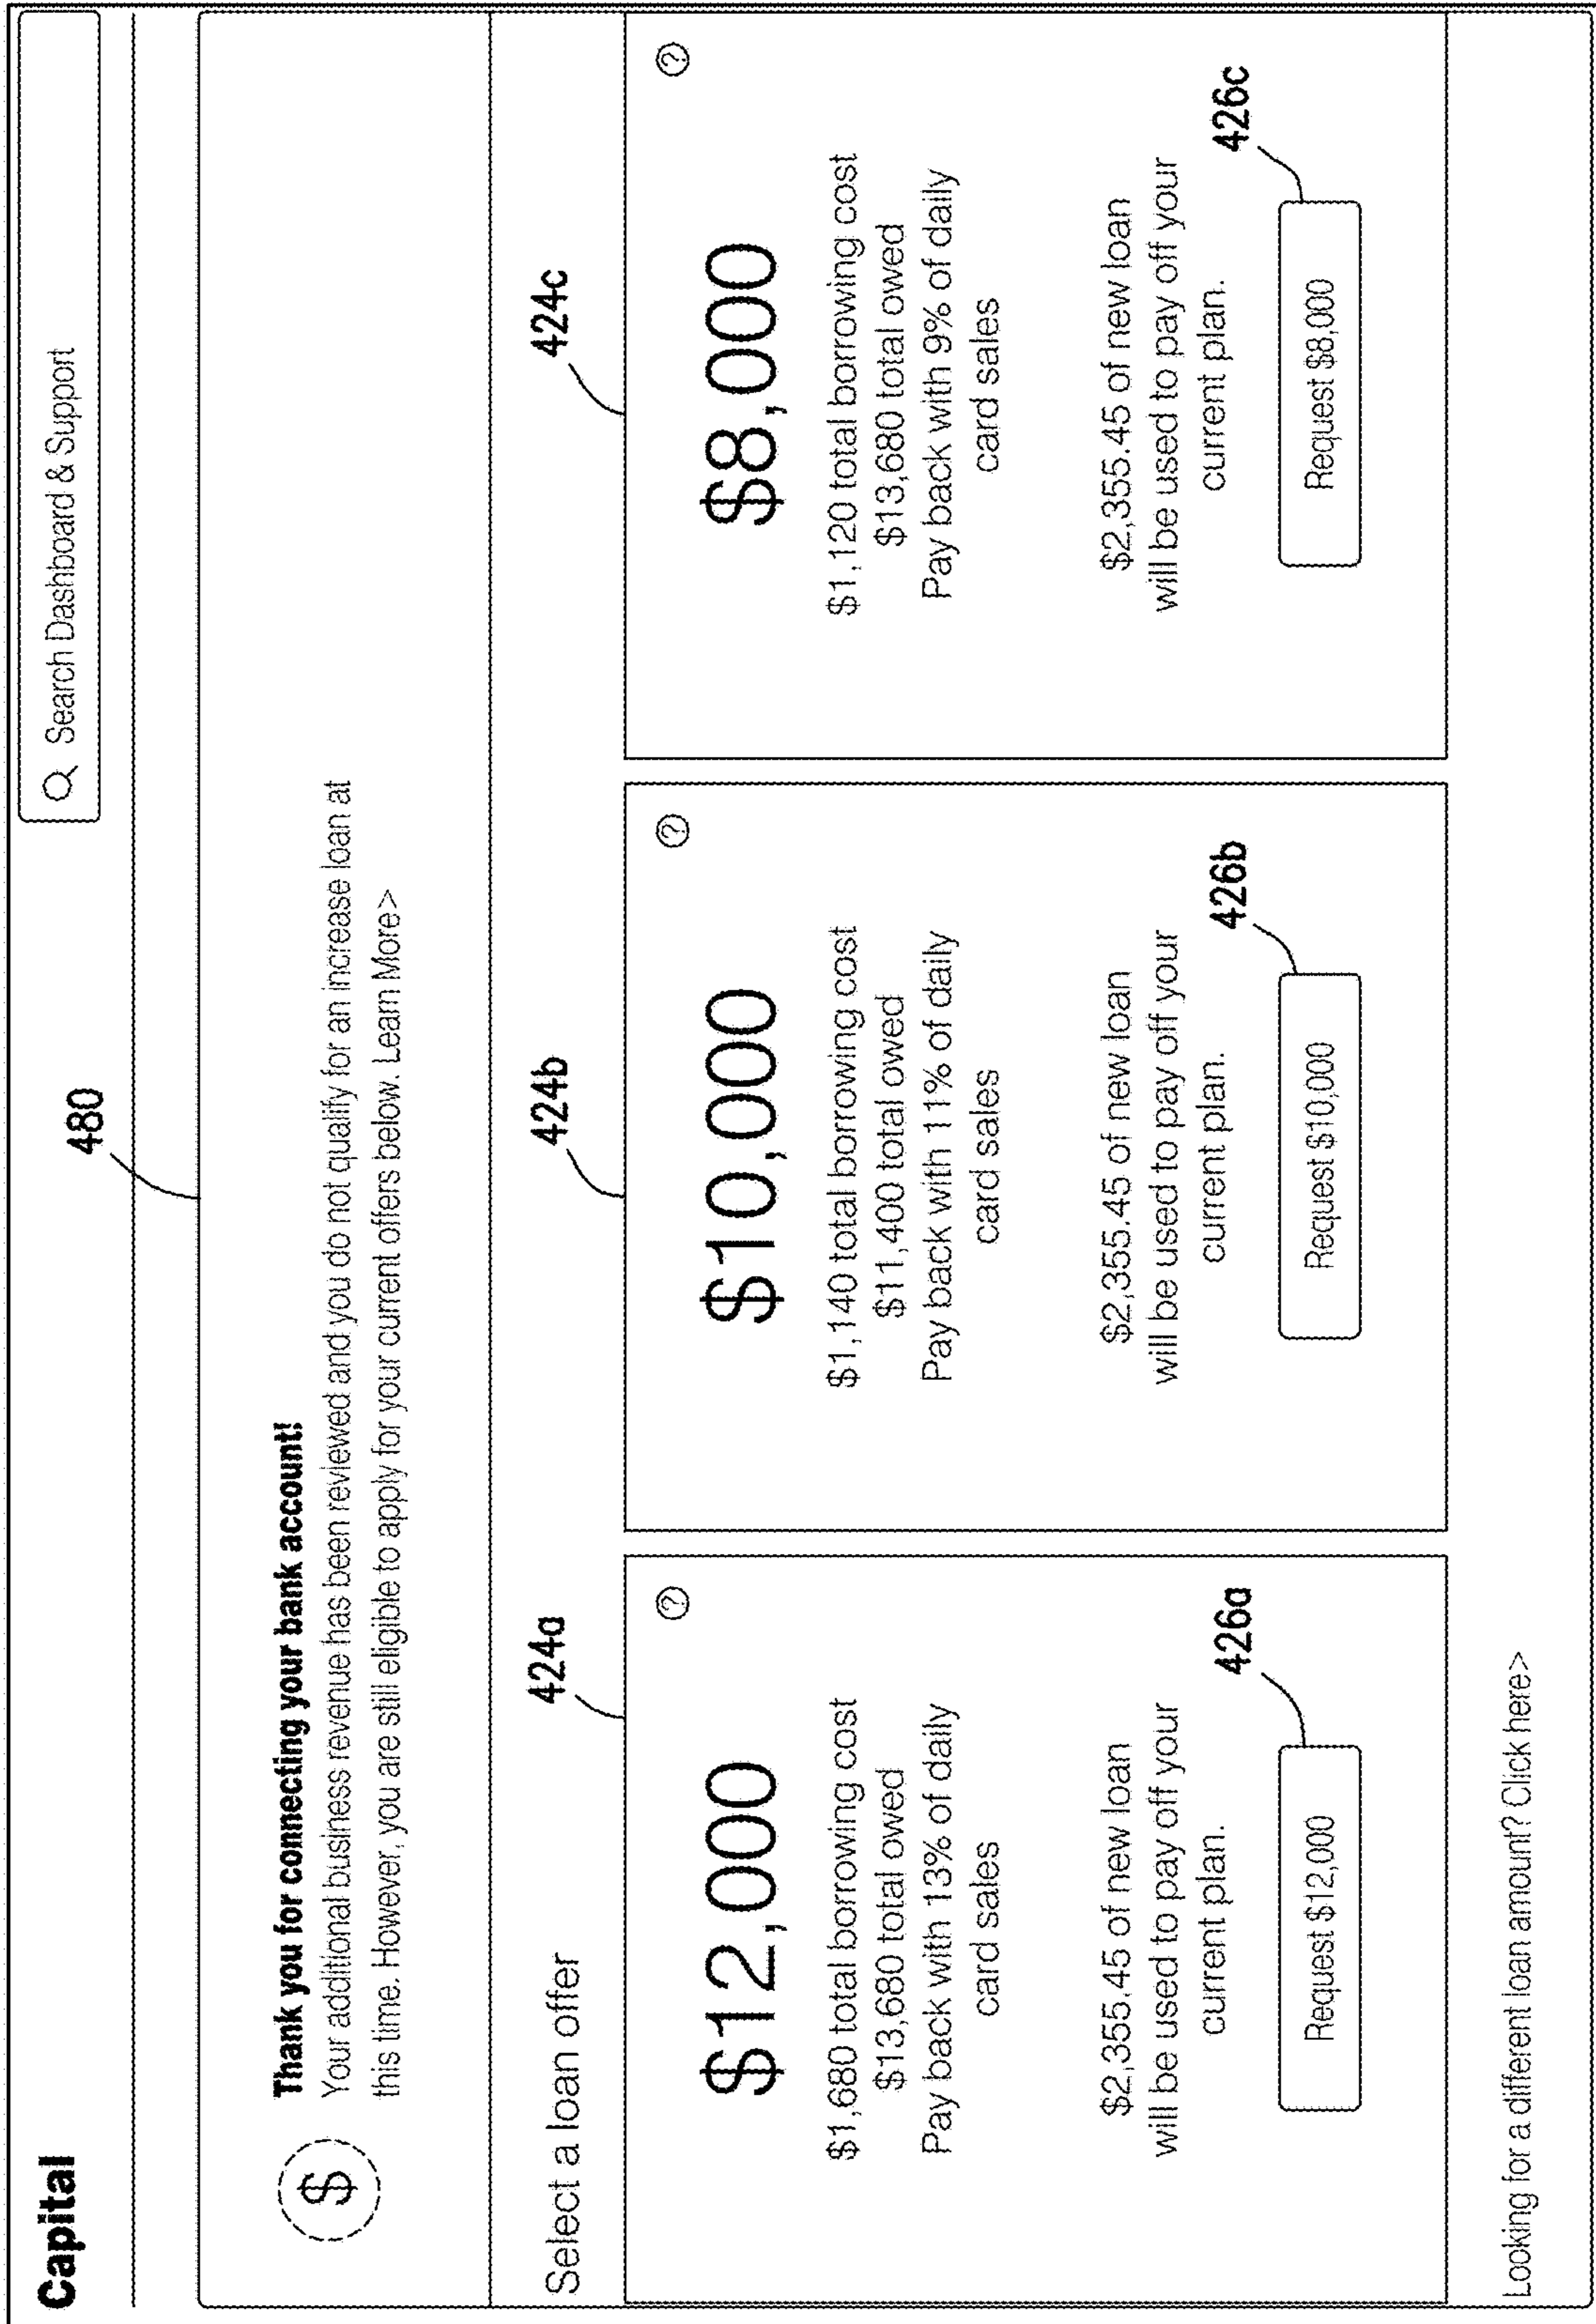 Capital
Search Dashboard & Support
480
$
Thank you for connecting your bank account!
Your additional business revenue has been reviewed and you do not qualify for an increase loan at
this time. However, you are still eligible to apply for your current offers below. Learn More>
Select a loan offer
424a
?
$12,000
$1,680 total borrowing cost
$13,680 total owed
Pay back with 13% of daily
card sales
$2,355.45 of new loan
will be used to pay off your
current plan.
426a
Request $12,000
424b
?
$10,000
$1,140 total borrowing cost
$11,400 total owed
Pay back with 11% of daily
card sales
$2,355.45 of new loan
will be used to pay off your
current plan.
426b
Request $10,000
424c
?
$8,000
$1,120 total borrowing cost
$13,680 total owed
Pay back with 9% of daily
card sales
$2,355.45 of new loan
will be used to pay off your
current plan.
426c
Request $8,000
Looking for a different loan amount? Click here>